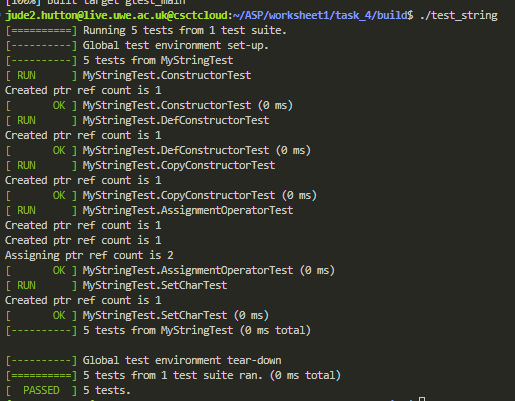 [100%] Built target gtest_main
jude2.hutton@live.uwe.ac.uk@csctcloud:~/ASP/worksheet1/task_4/build$ ./test_string
[==========] Running 5 tests from 1 test suite.
[----------] Global test environment set-up.
[----------] 5 tests from MyStringTest
[ RUN      ] MyStringTest.ConstructorTest
Created ptr ref count is 1
[       OK ] MyStringTest.ConstructorTest (0 ms)
[ RUN      ] MyStringTest.DefConstructorTest
Created ptr ref count is 1
[       OK ] MyStringTest.DefConstructorTest (0 ms)
[ RUN      ] MyStringTest.CopyConstructorTest
Created ptr ref count is 1
[       OK ] MyStringTest.CopyConstructorTest (0 ms)
[ RUN      ] MyStringTest.AssignmentOperatorTest
Created ptr ref count is 1
Created ptr ref count is 1
Assigning ptr ref count is 2
[       OK ] MyStringTest.AssignmentOperatorTest (0 ms)
[ RUN      ] MyStringTest.SetCharTest
Created ptr ref count is 1
[       OK ] MyStringTest.SetCharTest (0 ms)
[----------] 5 tests from MyStringTest (0 ms total)

[----------] Global test environment tear-down
[==========] 5 tests from 1 test suite ran. (0 ms total)
[  PASSED  ] 5 tests.